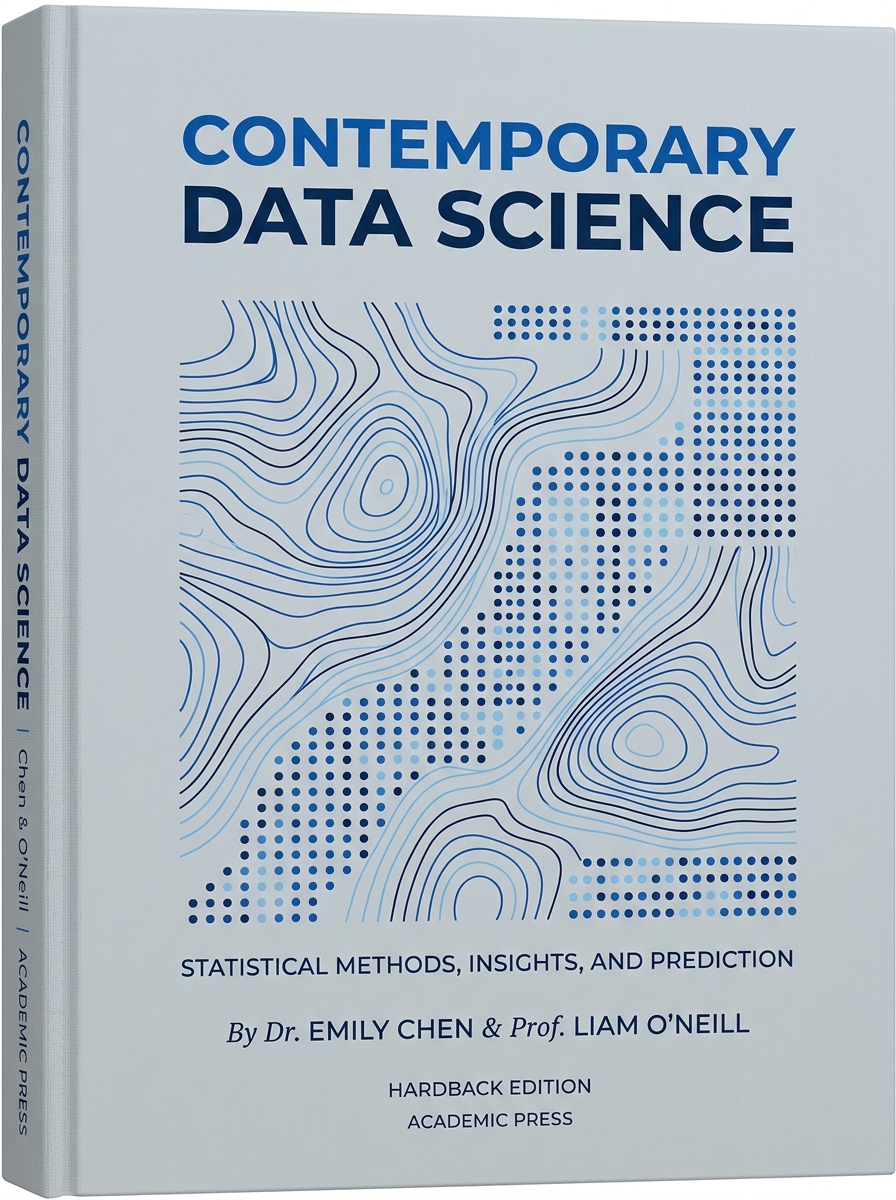 CONTEMPORARY DATA SCIENCE | Chen & O'Neill | ACADEMIC PRESS
CONTEMPORARY
DATA SCIENCE
STATISTICAL METHODS, INSIGHTS, AND PREDICTION
By Dr. EMILY CHEN & Prof. LIAM O'NEILL
HARDBACK EDITION
ACADEMIC PRESS